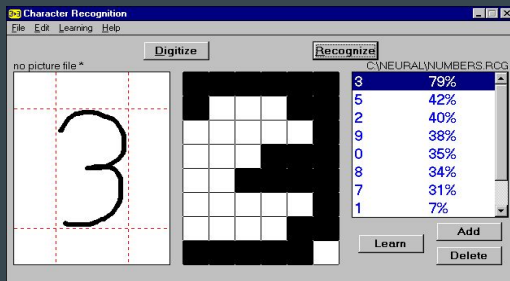 Character Recognition
File Edit Learning Help
Digitize Recognize
no picture file * C:\NEURAL\NUMBERS.RCG
3 3 79%
5 42%
2 40%
9 38%
0 35%
8 34%
7 31%
1 7%
Learn Add
Delete